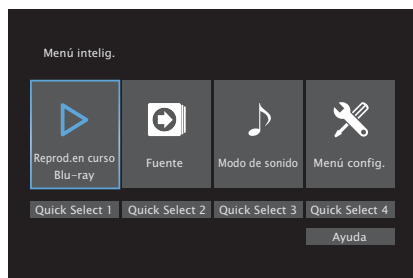 Menú intelig.
Reprod.en curso
Blu-ray
Fuente
Modo de sonido
Menú config.
Quick Select 1
Quick Select 2
Quick Select 3
Quick Select 4
Ayuda